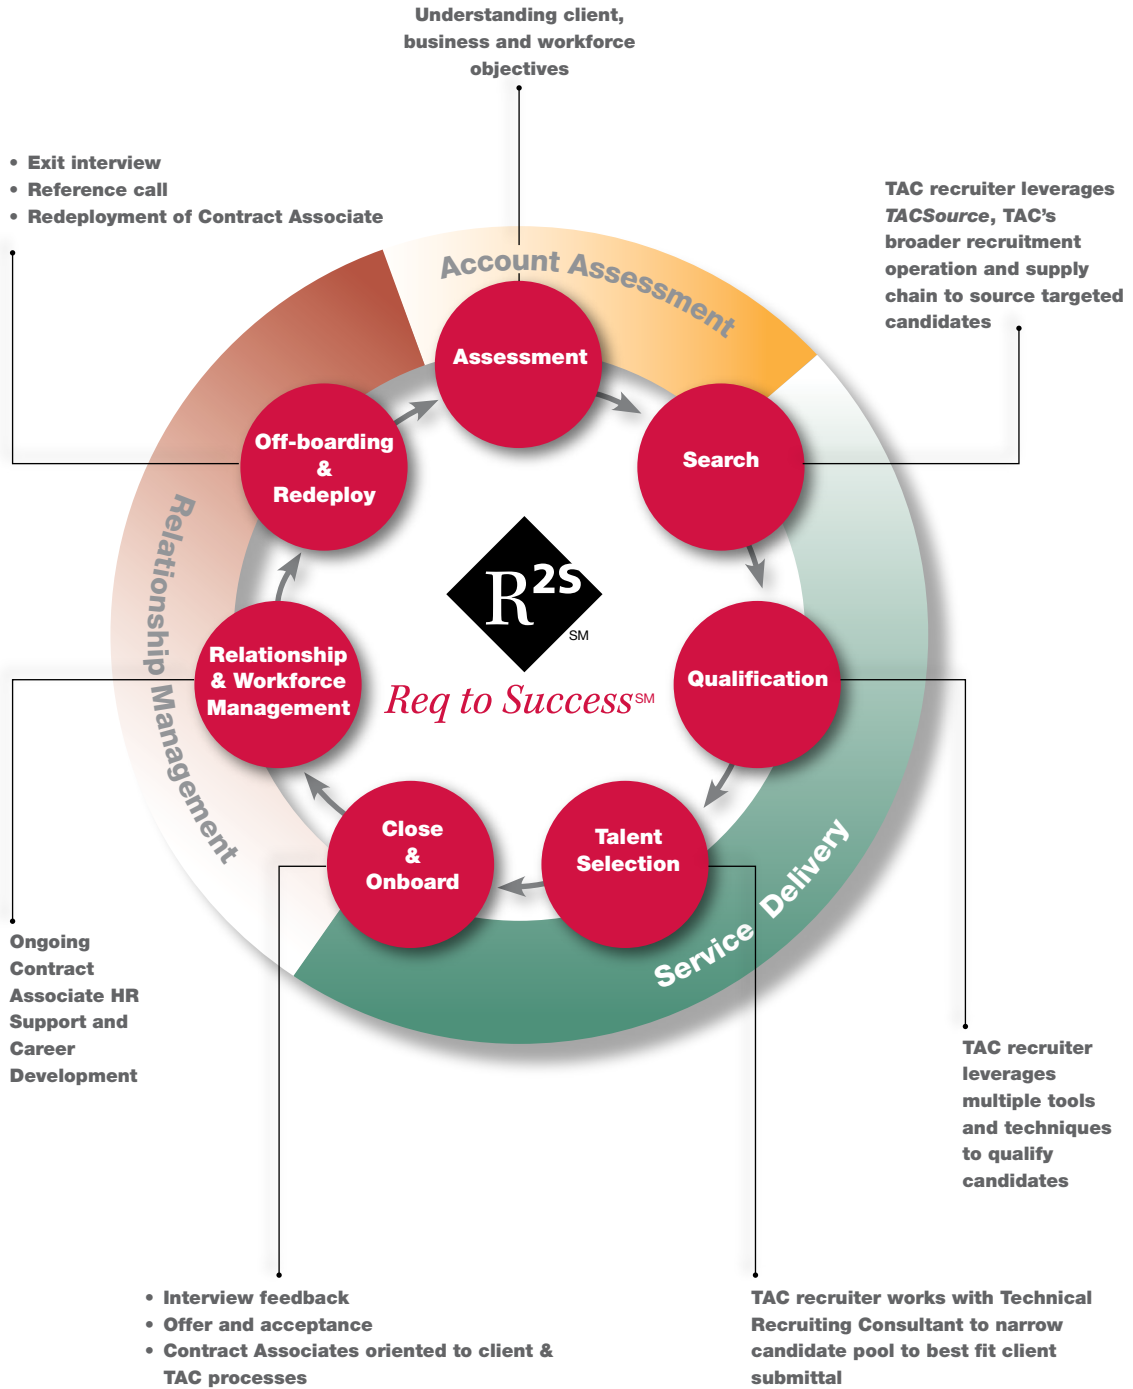 Understanding client,
business and workforce
objectives
• Exit interview
• Reference call
• Redeployment of Contract Associate
TAC recruiter leverages
TACSource, TAC's
broader recruitment
operation and supply
chain to source targeted
candidates
Account Assessment
Assessment
Off-boarding
&
Redeploy
Search
Relationship Management
R2S
SM
Req to Success℠
Relationship
& Workforce
Management
Qualification
Close
&
Onboard
Talent
Selection
Service Delivery
Ongoing
Contract
Associate HR
Support and
Career
Development
TAC recruiter
leverages
multiple tools
and techniques
to qualify
candidates
• Interview feedback
• Offer and acceptance
• Contract Associates oriented to client &
TAC processes
TAC recruiter works with Technical
Recruiting Consultant to narrow
candidate pool to best fit client
submittal